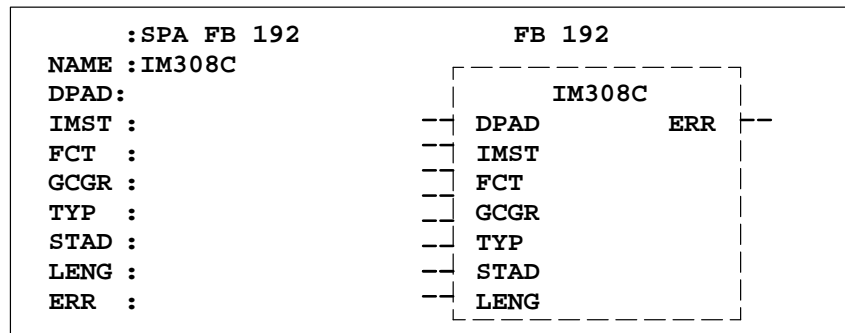 :SPA FB 192
NAME :IM308C
DPAD:
IMST :
FCT :
GCGR :
TYP :
STAD :
LENG :
ERR :
FB 192
IM308C
DPAD ERR
IMST
FCT
GCGR
TYP
STAD
LENG